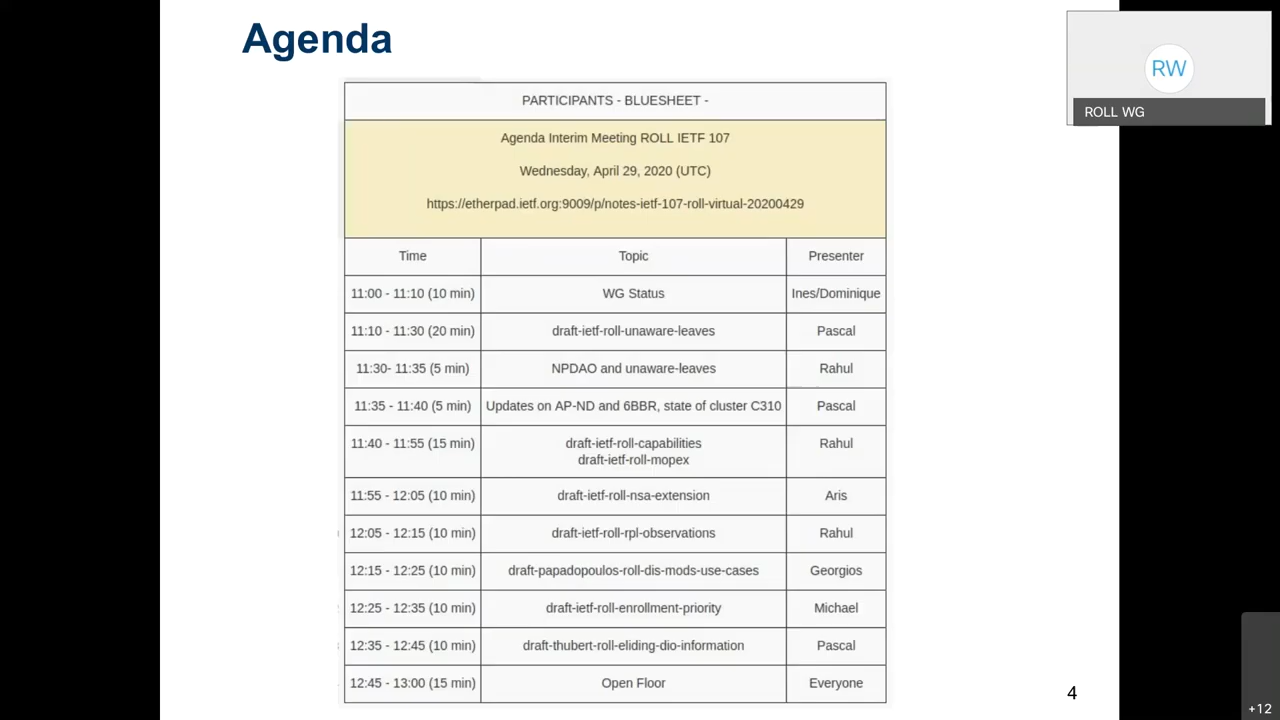 Agenda
RW
ROLL WG
PARTICIPANTS - BLUESHEET -
Agenda Interim Meeting ROLL IETF 107
Wednesday, April 29, 2020 (UTC)
https://etherpad.ietf.org:9009/p/notes-ietf-107-roll-virtual-20200429
Time Topic Presenter
11:00 - 11:10 (10 min) WG Status Ines/Dominique
11:10 - 11:30 (20 min) draft-ietf-roll-unaware-leaves Pascal
11:30- 11:35 (5 min) NPDAO and unaware-leaves Rahul
11:35 - 11:40 (5 min) Updates on AP-ND and 6BBR, state of cluster C310 Pascal
11:40 - 11:55 (15 min) draft-ietf-roll-capabilities Rahul
draft-ietf-roll-mopex
11:55 - 12:05 (10 min) draft-ietf-roll-nsa-extension Aris
12:05 - 12:15 (10 min) draft-ietf-roll-rpl-observations Rahul
12:15 - 12:25 (10 min) draft-papadopoulos-roll-dis-mods-use-cases Georgios
12:25 - 12:35 (10 min) draft-ietf-roll-enrollment-priority Michael
12:35 - 12:45 (10 min) draft-thubert-roll-eliding-dio-information Pascal
12:45 - 13:00 (15 min) Open Floor Everyone
4
+12